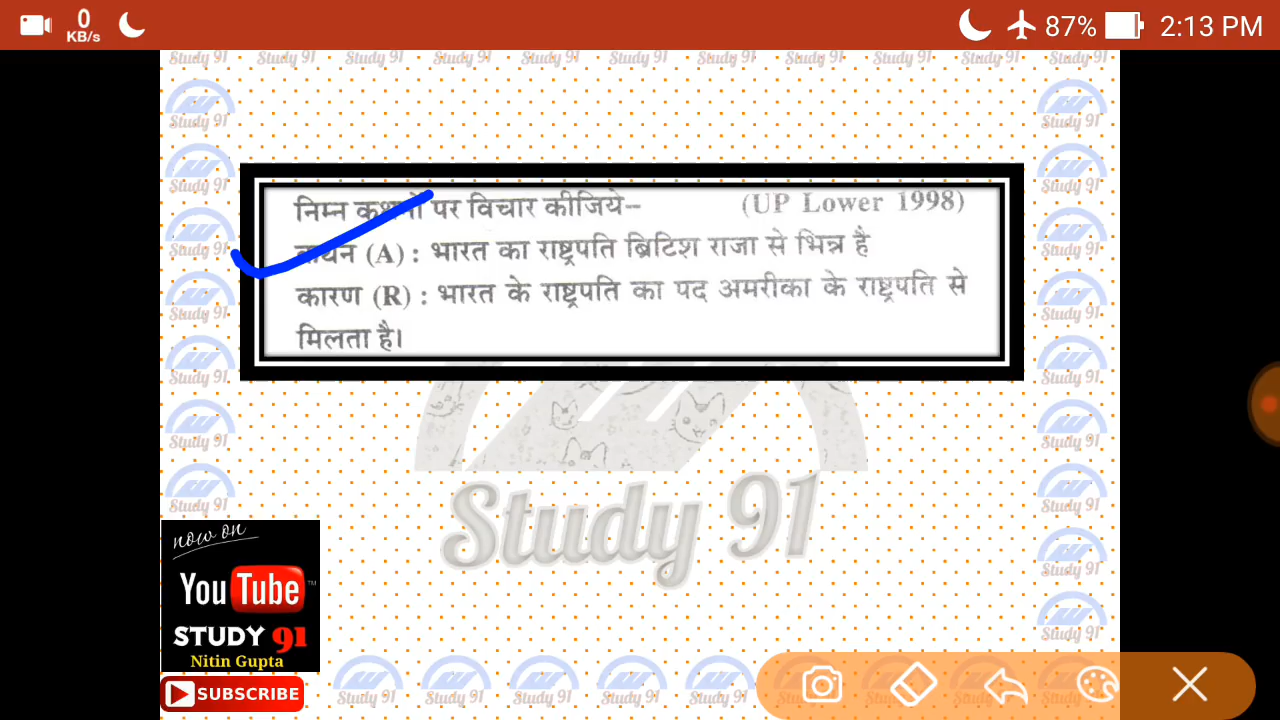 0
KB/s
87%
2:13 PM
निम्न कथनों पर विचार कीजिये– (UP Lower 1998)
कथन (A) : भारत का राष्ट्रपति ब्रिटिश राजा से भिन्न है
कारण (R) : भारत के राष्ट्रपति का पद अमरीका के राष्ट्रपति से
मिलता है।
Study 91
now on
YouTube™
STUDY 91
Nitin Gupta
SUBSCRIBE